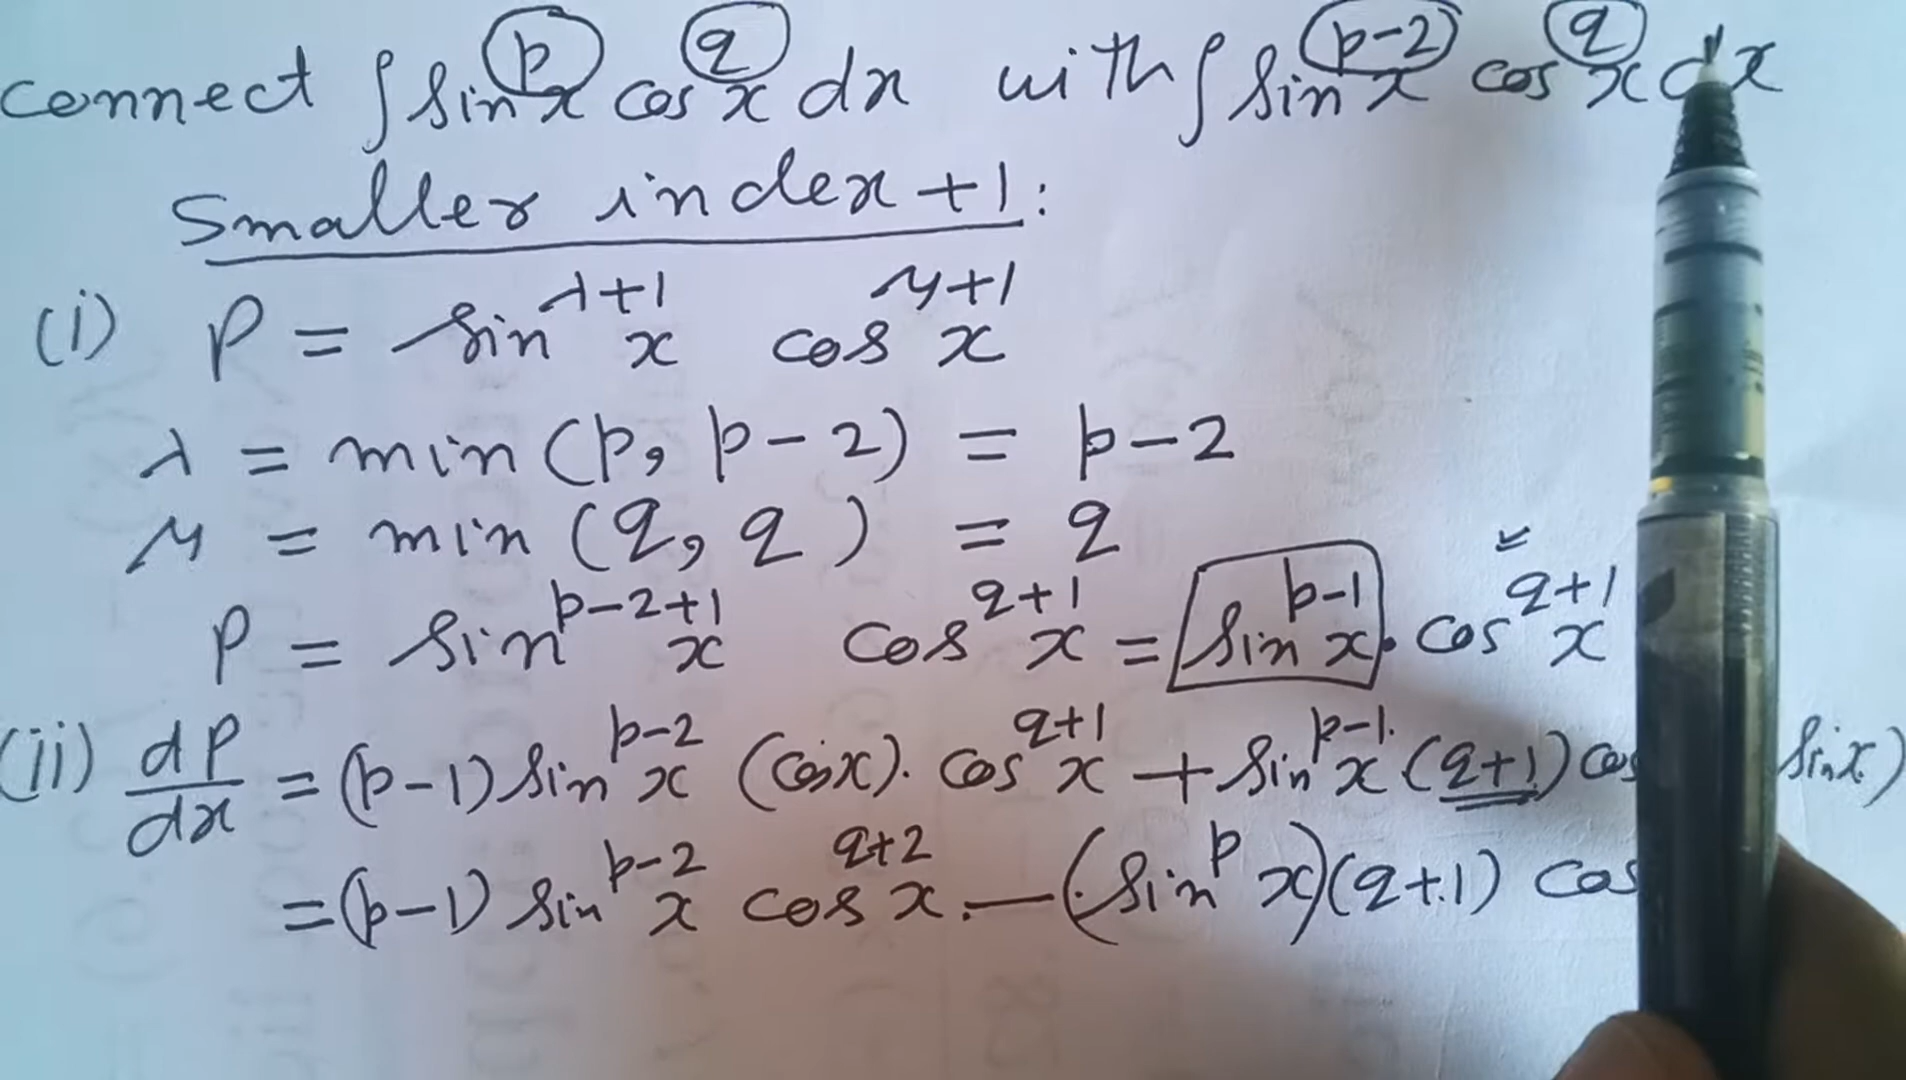 connect ∫ sin^p x cos^q x dx with ∫ sin^(p-2) x cos^q x dx
Smaller index +1:
(i) P = sin^(λ+1) x cos^(μ+1) x
λ = min (p, p-2) = p-2
μ = min (q, q) = q
P = sin^(p-2+1) x cos^(q+1) x = sin^(p-1) x . cos^(q+1) x
(ii) dP/dx = (p-1) sin^(p-2) x (cosx). cos^(q+1) x + sin^(p-1) x (q+1) cos sinx)
= (p-1) sin^(p-2) x cos^(q+2) x. - (sin^p x)(q+1) cos